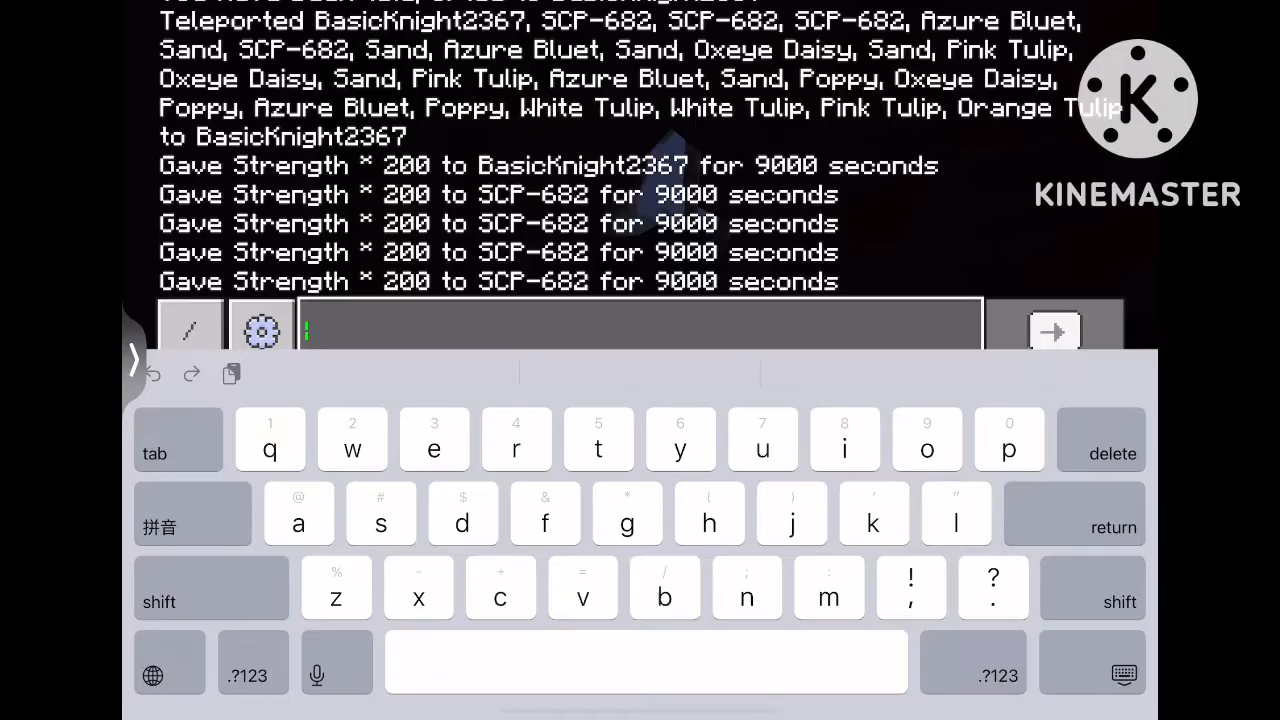 Teleported BasicKnight2367, SCP-682, SCP-682, SCP-682, Azure Bluet,
Sand, SCP-682, Sand, Azure Bluet, Sand, Oxeye Daisy, Sand, Pink Tulip,
Oxeye Daisy, Sand, Pink Tulip, Azure Bluet, Sand, Poppy, Oxeye Daisy,
Poppy, Azure Bluet, Poppy, White Tulip, White Tulip, Pink Tulip, Orange Tulip
to BasicKnight2367
Gave Strength * 200 to BasicKnight2367 for 9000 seconds
Gave Strength * 200 to SCP-682 for 9000 seconds
Gave Strength * 200 to SCP-682 for 9000 seconds
Gave Strength * 200 to SCP-682 for 9000 seconds
Gave Strength * 200 to SCP-682 for 9000 seconds
K
KINEMASTER
/
1 2 3 4 5 6 7 8 9 0
tab q w e r t y u i o p delete
@ # $ & * ( ) ' "
拼音 a s d f g h j k l return
% - + = / ; : ! ?
shift z x c v b n m , . shift
.?123 .?123